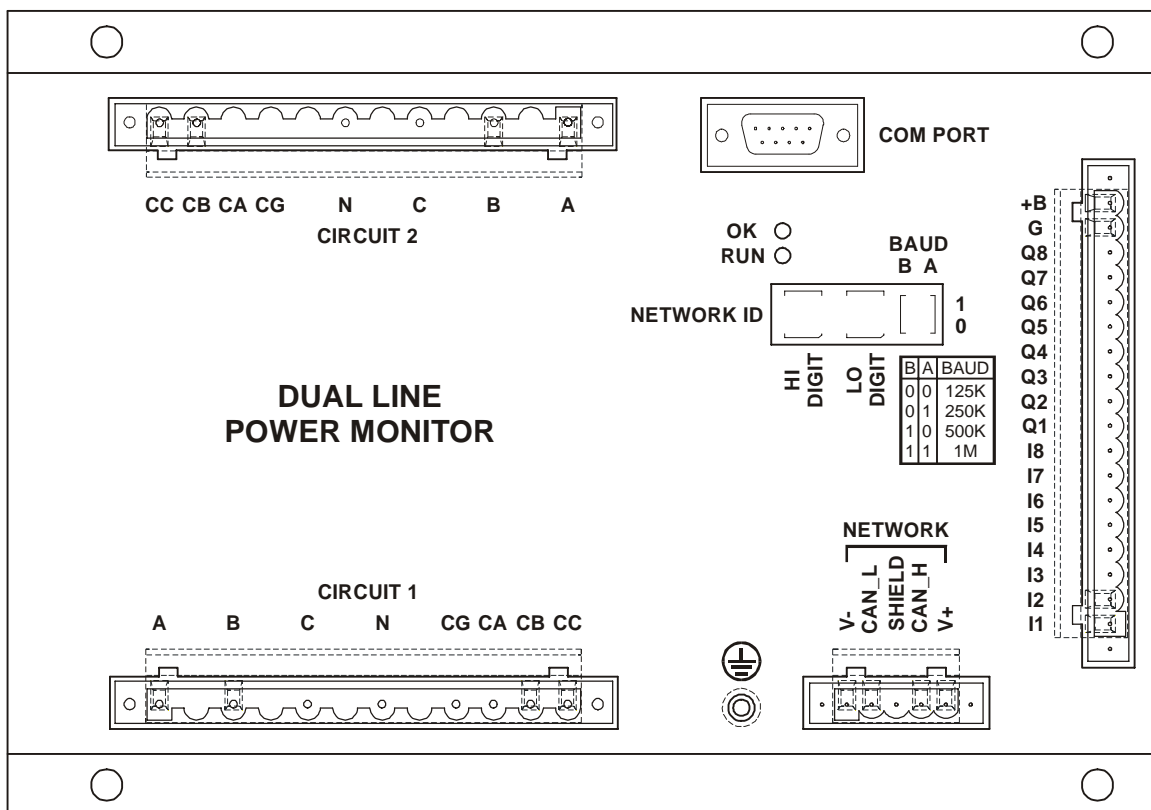 COM PORT
CC CB CA CG N C B A
CIRCUIT 2
OK
RUN
BAUD
B A
NETWORK ID
1
0
HI
DIGIT
LO
DIGIT
B A BAUD
0 0 125K
0 1 250K
1 0 500K
1 1 1M
+B
G
Q8
Q7
Q6
Q5
Q4
Q3
Q2
Q1
I8
I7
I6
I5
I4
I3
I2
I1
DUAL LINE
POWER MONITOR
NETWORK
V-
CAN_L
SHIELD
CAN_H
V+
CIRCUIT 1
A B C N CG CA CB CC